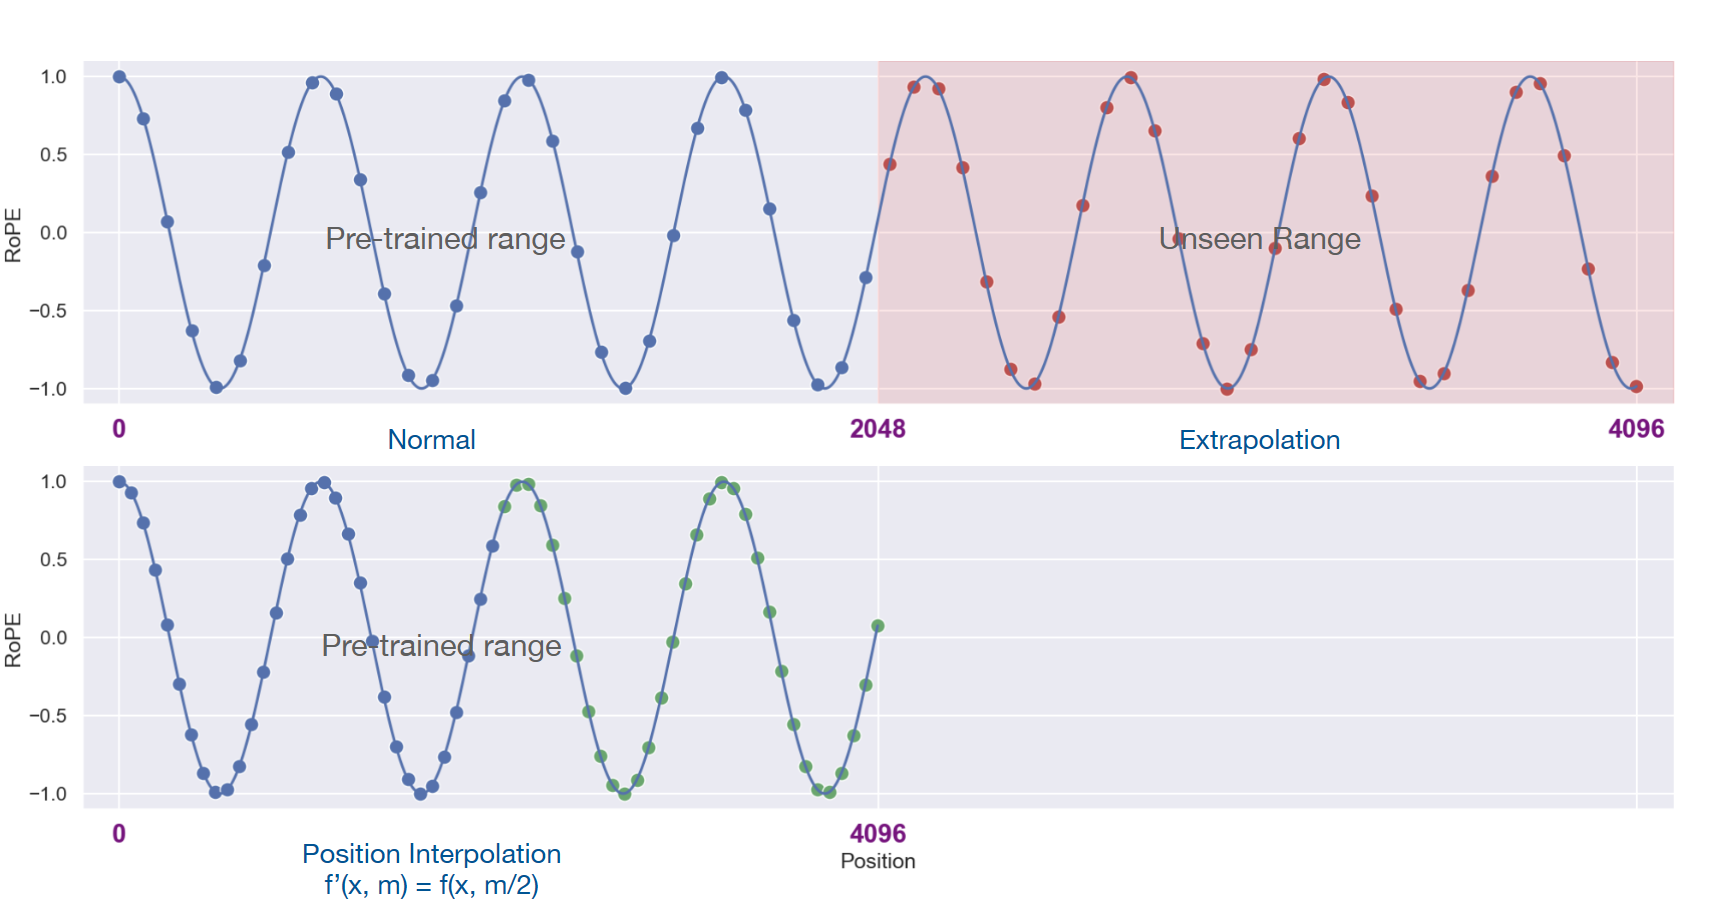 1.0
0.5
0.0
−0.5
−1.0
RoPE
Pre-trained range
Unseen Range
0
2048
4096
Normal
Extrapolation
1.0
0.5
0.0
−0.5
−1.0
RoPE
Pre-trained range
0
4096
Position
Position Interpolation
f’(x, m) = f(x, m/2)